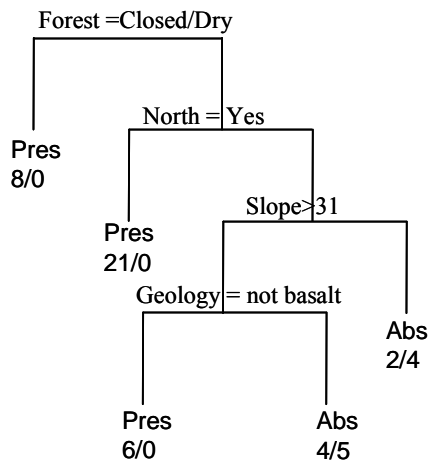 Forest =Closed/Dry
North = Yes
Pres
8/0
Slope>31
Pres
21/0
Geology = not basalt
Abs
2/4
Pres
6/0
Abs
4/5